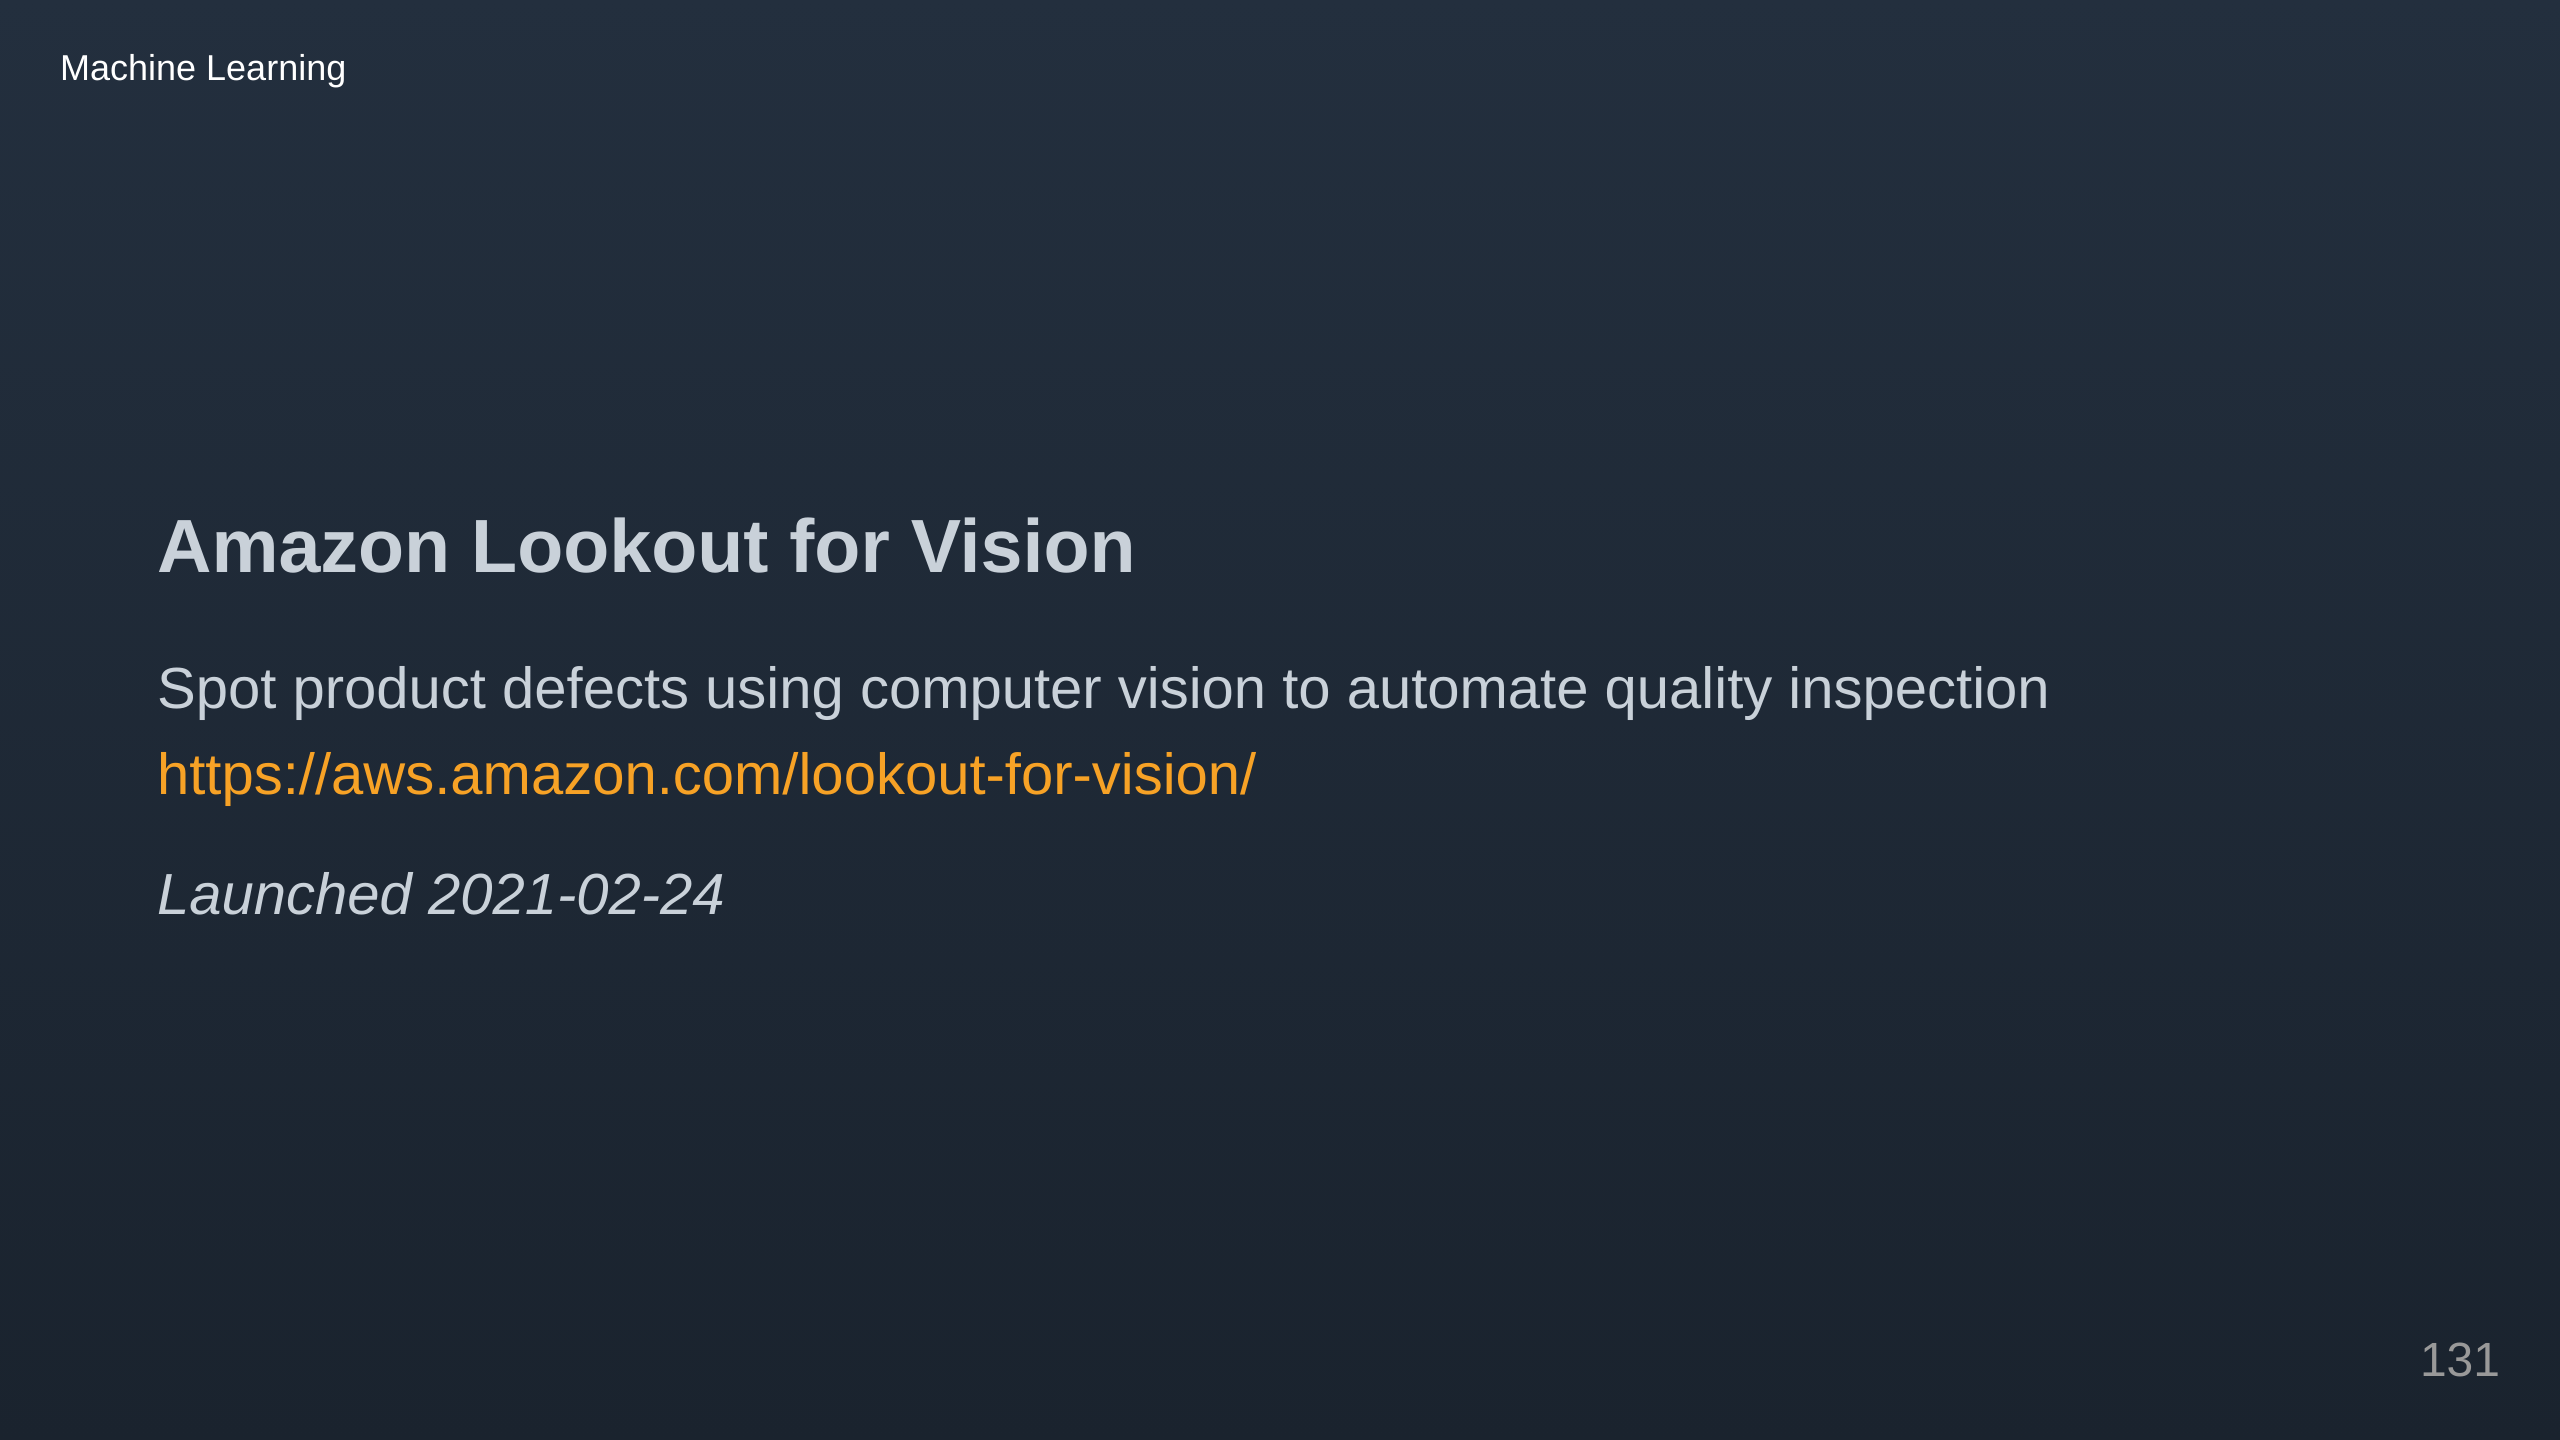 Machine Learning
Amazon Lookout for Vision
Spot product defects using computer vision to automate quality inspection
https://aws.amazon.com/lookout-for-vision/
Launched 2021-02-24
131